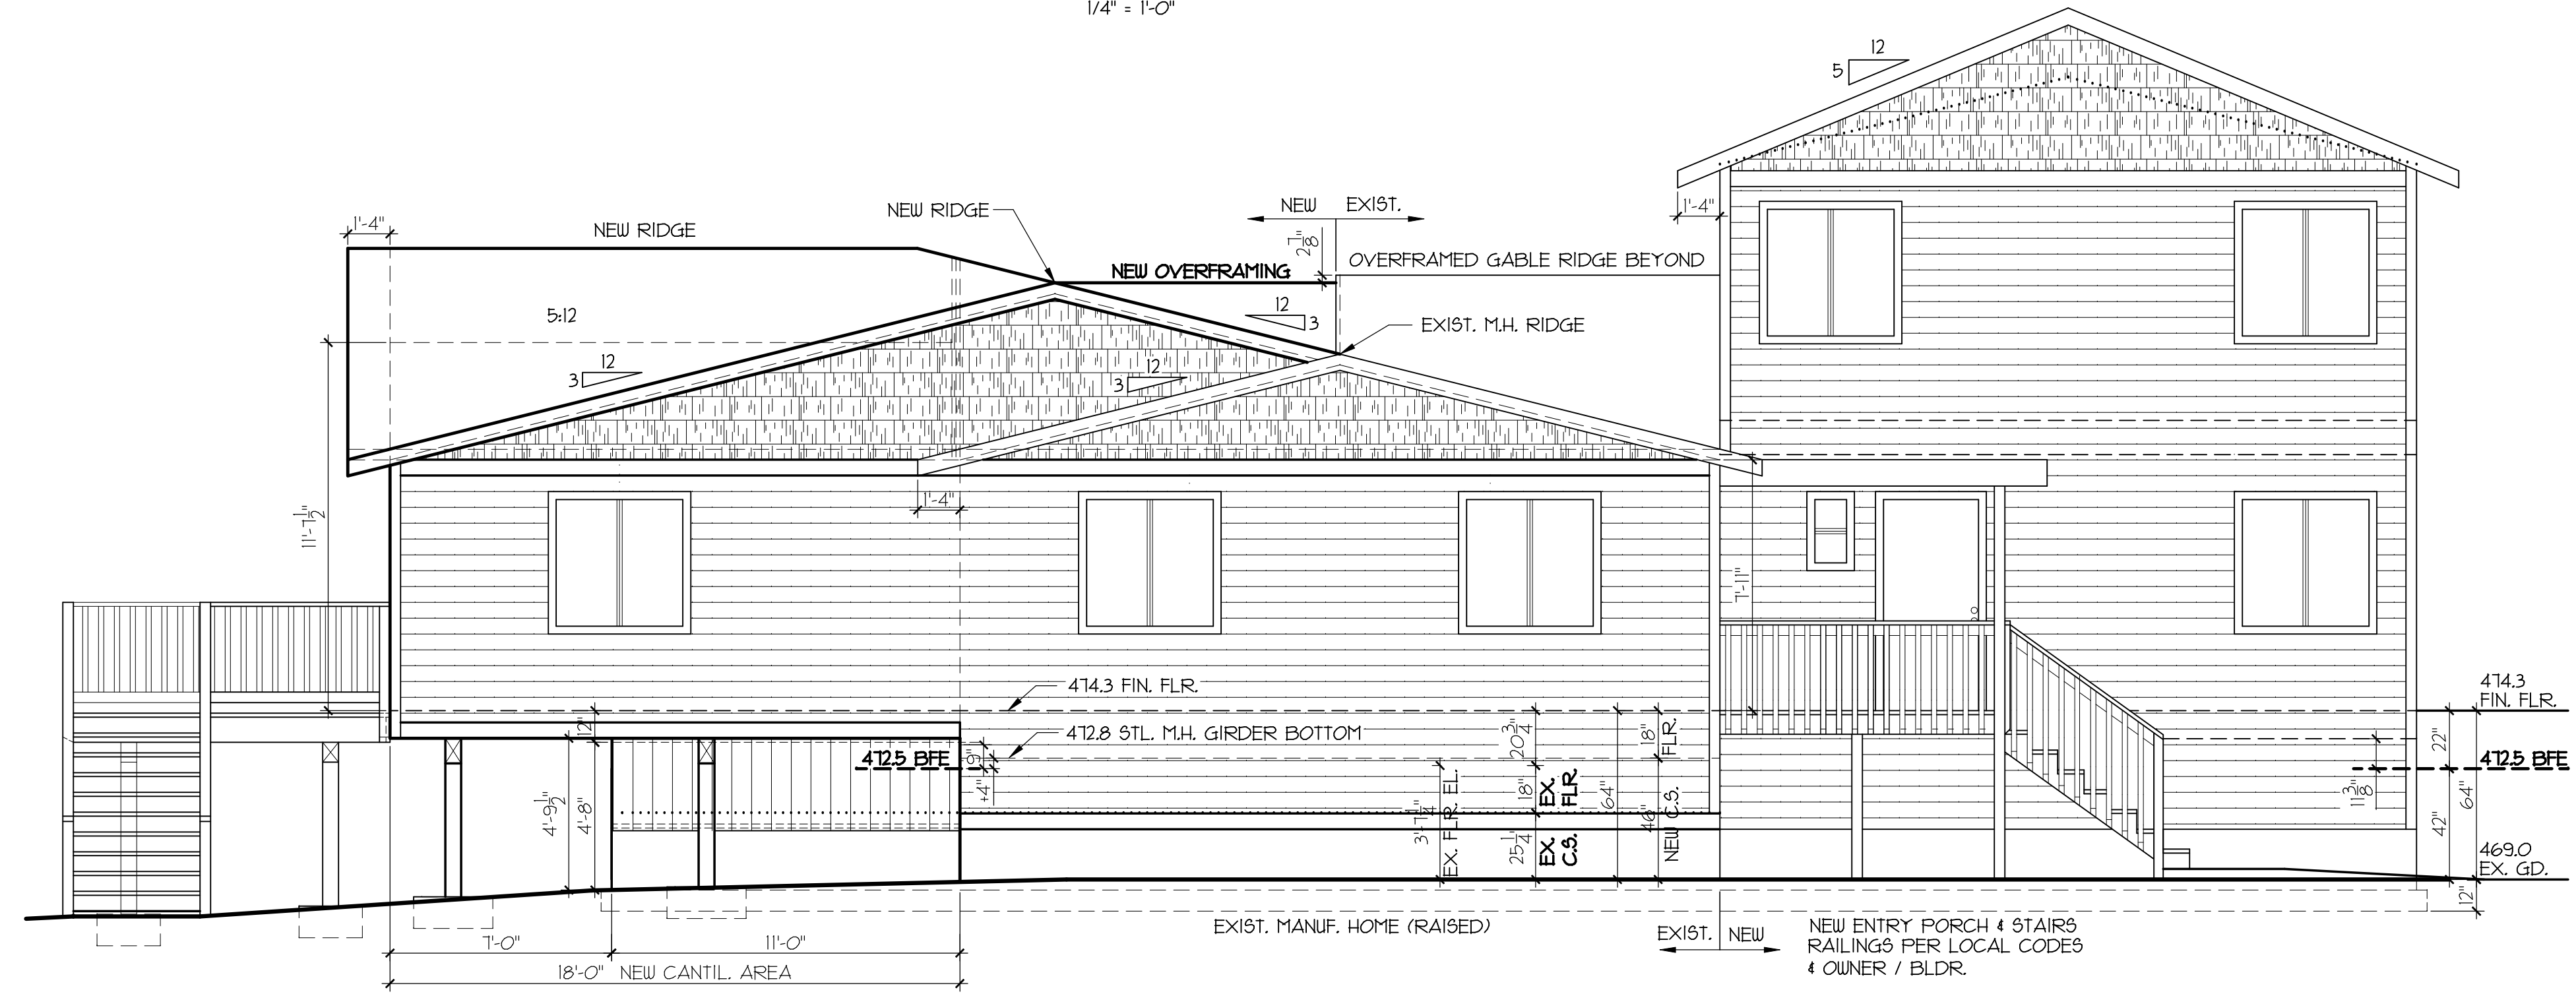 1/4" = 1'-0"
12
5
1'-4"
NEW RIDGE
NEW RIDGE
NEW
EXIST.
1'-4"
2 7/8"
OVERFRAMED GABLE RIDGE BEYOND
NEW OVERFRAMING
5:12
12
3
EXIST. M.H. RIDGE
12
3
12
3
1'-4"
11'-7 1/2"
7'-11"
474.3 FIN. FLR.
472.8 STL. M.H. GIRDER BOTTOM
472.5 BFE
12"
9"
+4"
4'-9 1/2"
4'-8"
3'-7 1/4"
EX. FLR. EL.
20 3/4"
18"
EX.
FLR.
25 1/4"
EX.
C.S.
64"
18"
FLR.
46"
NEW C.S.
474.3
FIN. FLR.
22"
472.5 BFE
11 3/8"
64"
42"
469.0
EX. GD.
12"
EXIST. MANUF. HOME (RAISED)
EXIST.
NEW
NEW ENTRY PORCH & STAIRS
RAILINGS PER LOCAL CODES
& OWNER / BLDR.
7'-0"
11'-0"
18'-0" NEW CANTIL. AREA